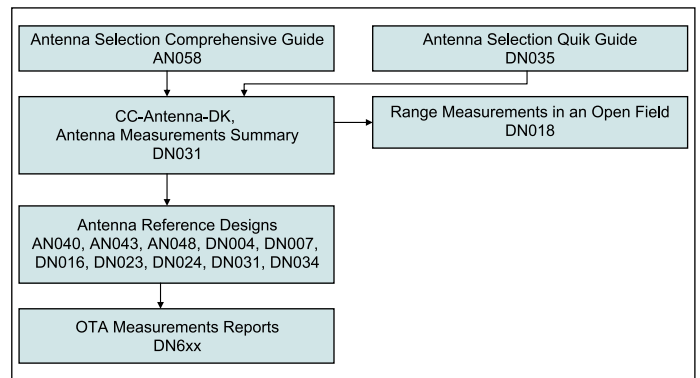 Antenna Selection Comprehensive Guide
AN058
Antenna Selection Quik Guide
DN035
CC-Antenna-DK,
Antenna Measurements Summary
DN031
Range Measurements in an Open Field
DN018
Antenna Reference Designs
AN040, AN043, AN048, DN004, DN007,
DN016, DN023, DN024, DN031, DN034
OTA Measurements Reports
DN6xx